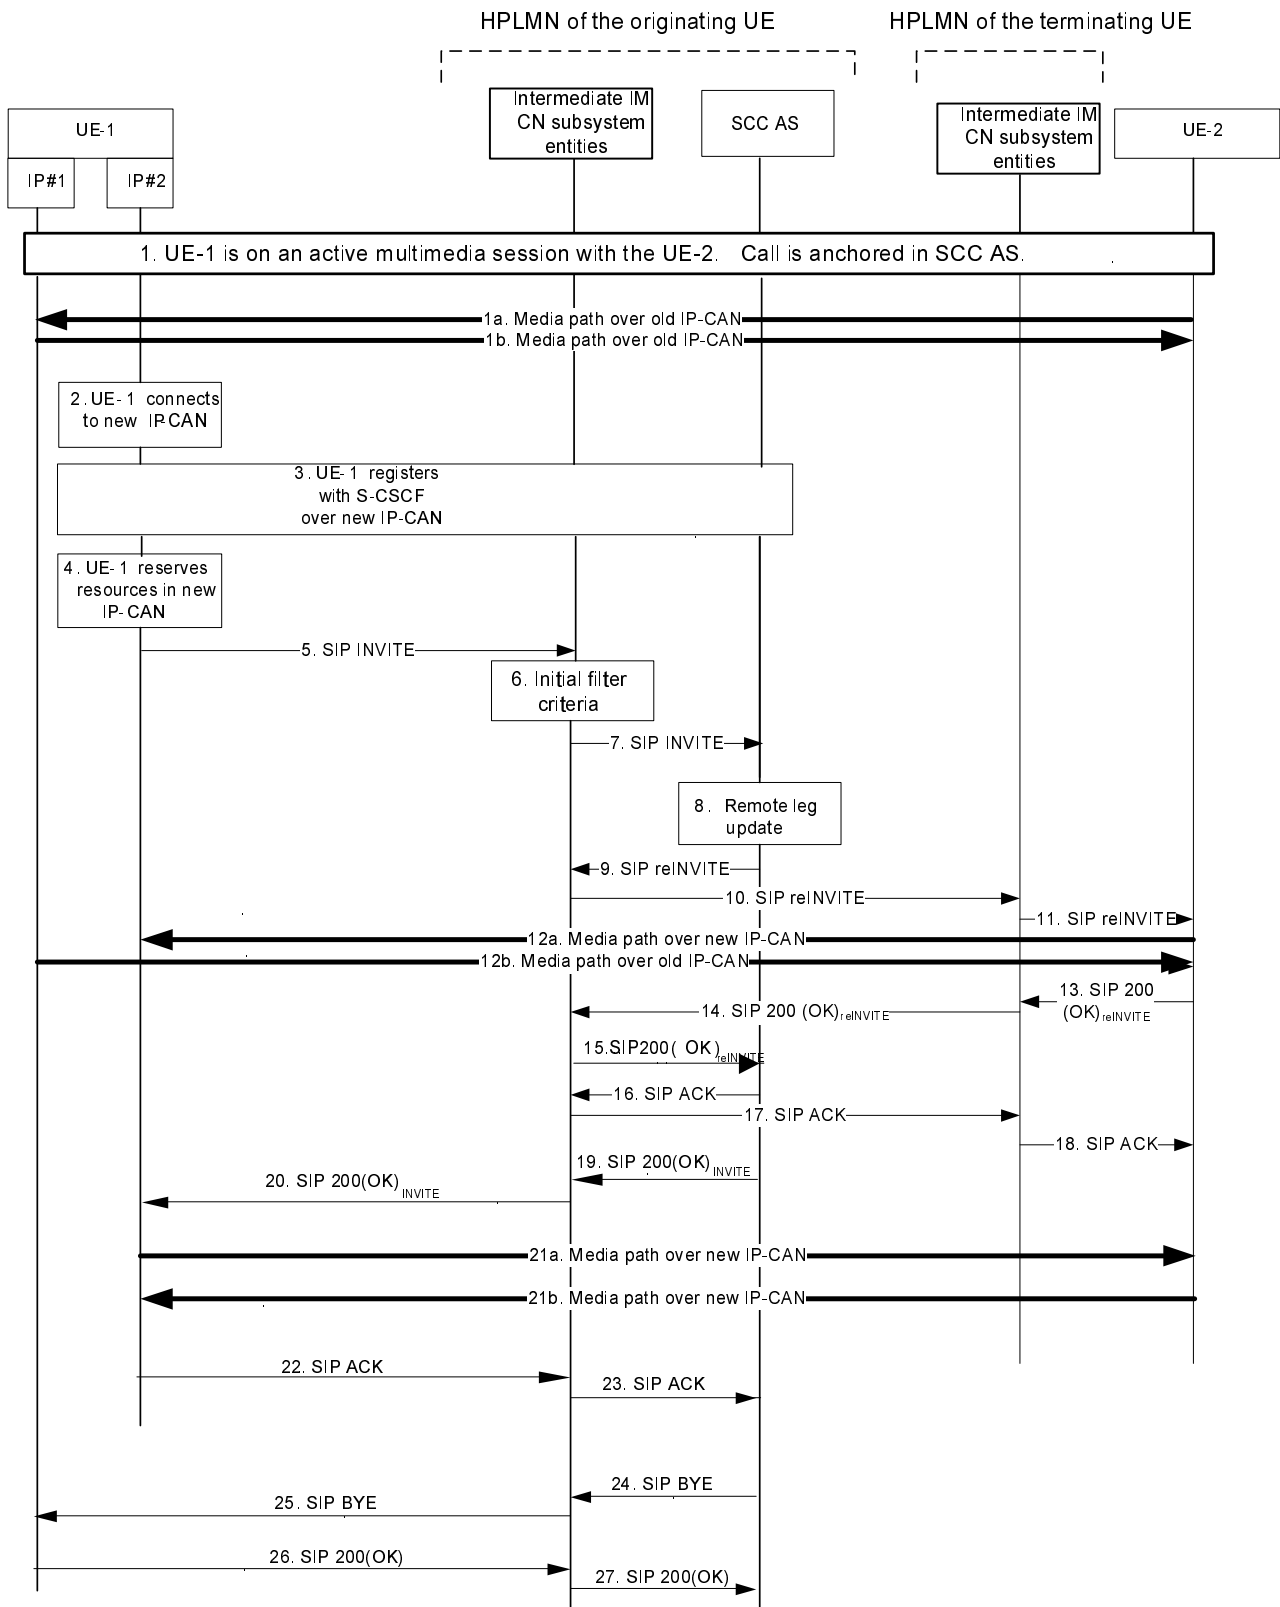 HPLMN of the originating UE
HPLMN of the terminating UE
Intermediate IM
CN subsystem
entities
SCC AS
Intermediate IM
CN subsystem
entities
UE-2
UE-1
IP#1
IP#2
1. UE-1 is on an active multimedia session with the UE-2. Call is anchored in SCC AS.
1a. Media path over old IP-CAN
1b. Media path over old IP-CAN
2. UE-1 connects
to new IP-CAN
3. UE-1 registers
with S-CSCF
over new IP-CAN
4. UE-1 reserves
resources in new
IP-CAN
5. SIP INVITE
6. Initial filter
criteria
7. SIP INVITE
8. Remote leg
update
9. SIP reINVITE
10. SIP reINVITE
11. SIP reINVITE
12a. Media path over new IP-CAN
12b. Media path over old IP-CAN
13. SIP 200
(OK)reINVITE
14. SIP 200 (OK)reINVITE
15.SIP200( OK)reINVITE
16. SIP ACK
17. SIP ACK
18. SIP ACK
19. SIP 200(OK)INVITE
20. SIP 200(OK)INVITE
21a. Media path over new IP-CAN
21b. Media path over new IP-CAN
22. SIP ACK
23. SIP ACK
24. SIP BYE
25. SIP BYE
26. SIP 200(OK)
27. SIP 200(OK)